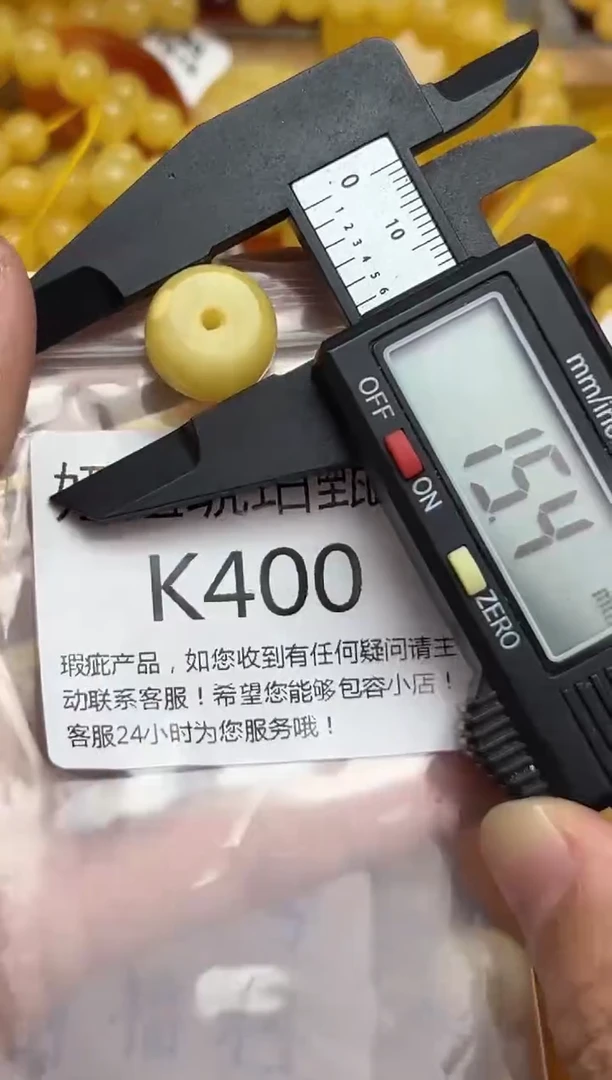 0
10
1
2
3
4
5
6
mm/in
OFF
ON
15.4
ZERO
K400
瑕疵产品，如您收到有任何疑问请主
动联系客服！希望您能够包容小店！
客服24小时为您服务哦！